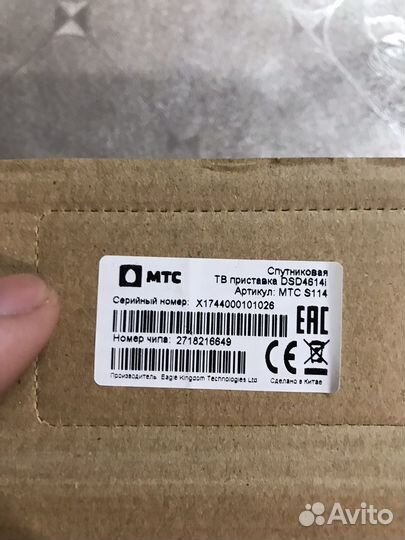 МТС
Спутниковая
ТВ приставка DSD4614i
Артикул: МТС S114
Серийный номер: X1744000101026
Номер чипа: 2718216649
EAC
CE
Производитель: Eagle Kingdom Technologies Ltd
Сделано в Китае
Avito